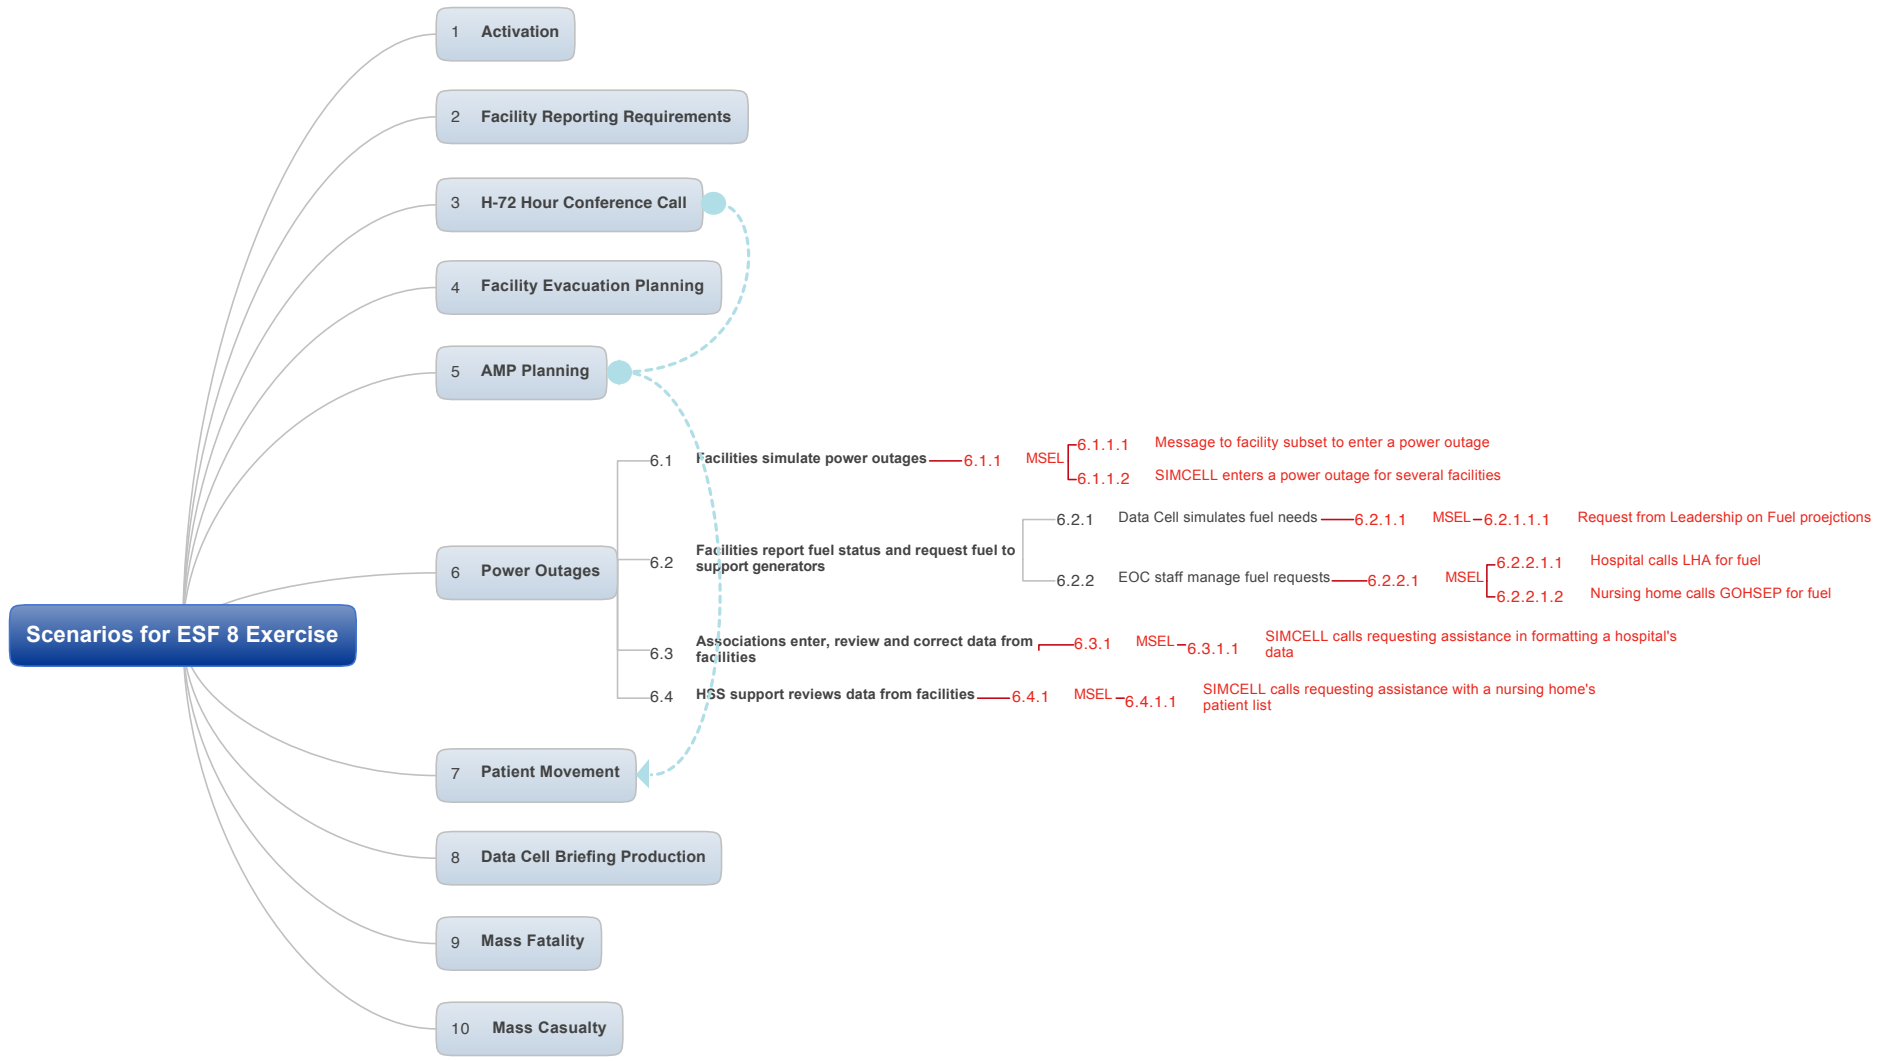 1 Activation
2 Facility Reporting Requirements
3 H-72 Hour Conference Call
4 Facility Evacuation Planning
5 AMP Planning
6.1 Facilities simulate power outages 6.1.1 MSEL
6.1.1.1 Message to facility subset to enter a power outage
6.1.1.2 SIMCELL enters a power outage for several facilities
6 Power Outages
6.2 Facilities report fuel status and request fuel to
support generators
6.2.1 Data Cell simulates fuel needs 6.2.1.1 MSEL 6.2.1.1.1 Request from Leadership on Fuel proejctions
6.2.2 EOC staff manage fuel requests 6.2.2.1 MSEL
6.2.2.1.1 Hospital calls LHA for fuel
6.2.2.1.2 Nursing home calls GOHSEP for fuel
Scenarios for ESF 8 Exercise
6.3 Associations enter, review and correct data from
facilities
6.3.1 MSEL 6.3.1.1 SIMCELL calls requesting assistance in formatting a hospital's
data
6.4 HSS support reviews data from facilities 6.4.1 MSEL 6.4.1.1 SIMCELL calls requesting assistance with a nursing home's
patient list
7 Patient Movement
8 Data Cell Briefing Production
9 Mass Fatality
10 Mass Casualty